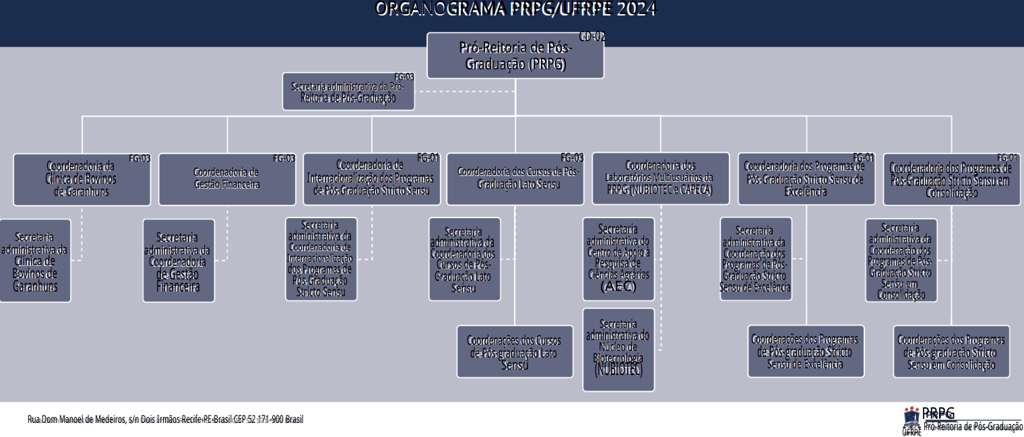 ORGANOGRAMA PRPG/UFRPE 2024
CD-02
Pró-Reitoria de Pós-
Graduação (PRPG)
FG-03
Secretaria administrativa da Pró-
Reitoria de Pós-Graduação
FG-03
Coordenadoria da
Clínica de Bovinos
de Garanhuns
FG-03
Coordenadoria de
Gestão Financeira
FG-01
Coordenadoria de
Internacionalização dos Programas
de Pós-Graduação Stricto Sensu
Coordenadoria dos Cursos de Pós-
Graduação Lato Sensu
Coordenadoria dos
Laboratórios Multiusuários da
PRPG (NUBIOTEC e CAPECA)
FG-01
Coordenadoria dos Programas de
Pós-Graduação Stricto Sensu de
Excelência
FG-01
Coordenadoria dos Programas de
Pós-Graduação Stricto Sensu em
Consolidação
Secretaria
administrativa da
Clínica de
Bovinos de
Garanhuns
Secretaria
administrativa da
Coordenadoria
de Gestão
Financeira
Secretaria
administrativa da
Coordenadoria de
Internacionalização
dos Programas de
Pós-Graduação
Stricto Sensu
Secretaria
administrativa da
Coordenadoria dos
Cursos de Pós-
Graduação Lato
Sensu
Secretaria
administrativa do
Centro de Apoio à
Pesquisa de
Ciências Agrárias
(AEC)
Secretaria
administrativa da
Coordenação dos
Programas de Pós-
Graduação Stricto
Sensu de Excelência
Secretaria
administrativa da
Coordenação dos
Programas de Pós-
Graduação Stricto
Sensu em
Consolidação
Coordenações dos Cursos
de Pós-graduação Lato
Sensu
Secretaria
administrativa do
Núcleo de
Biotecnologia
(NUBIOTEC)
Coordenações dos Programas
de Pós-graduação Stricto
Sensu de Excelência
Coordenações dos Programas
de Pós-graduação Stricto
Sensu em Consolidação
Rua Dom Manoel de Medeiros, s/n Dois Irmãos-Recife-PE-Brasil CEP 52 171-900 Brasil
UFRPE
PRPG
Pró-Reitoria de Pós-Graduação